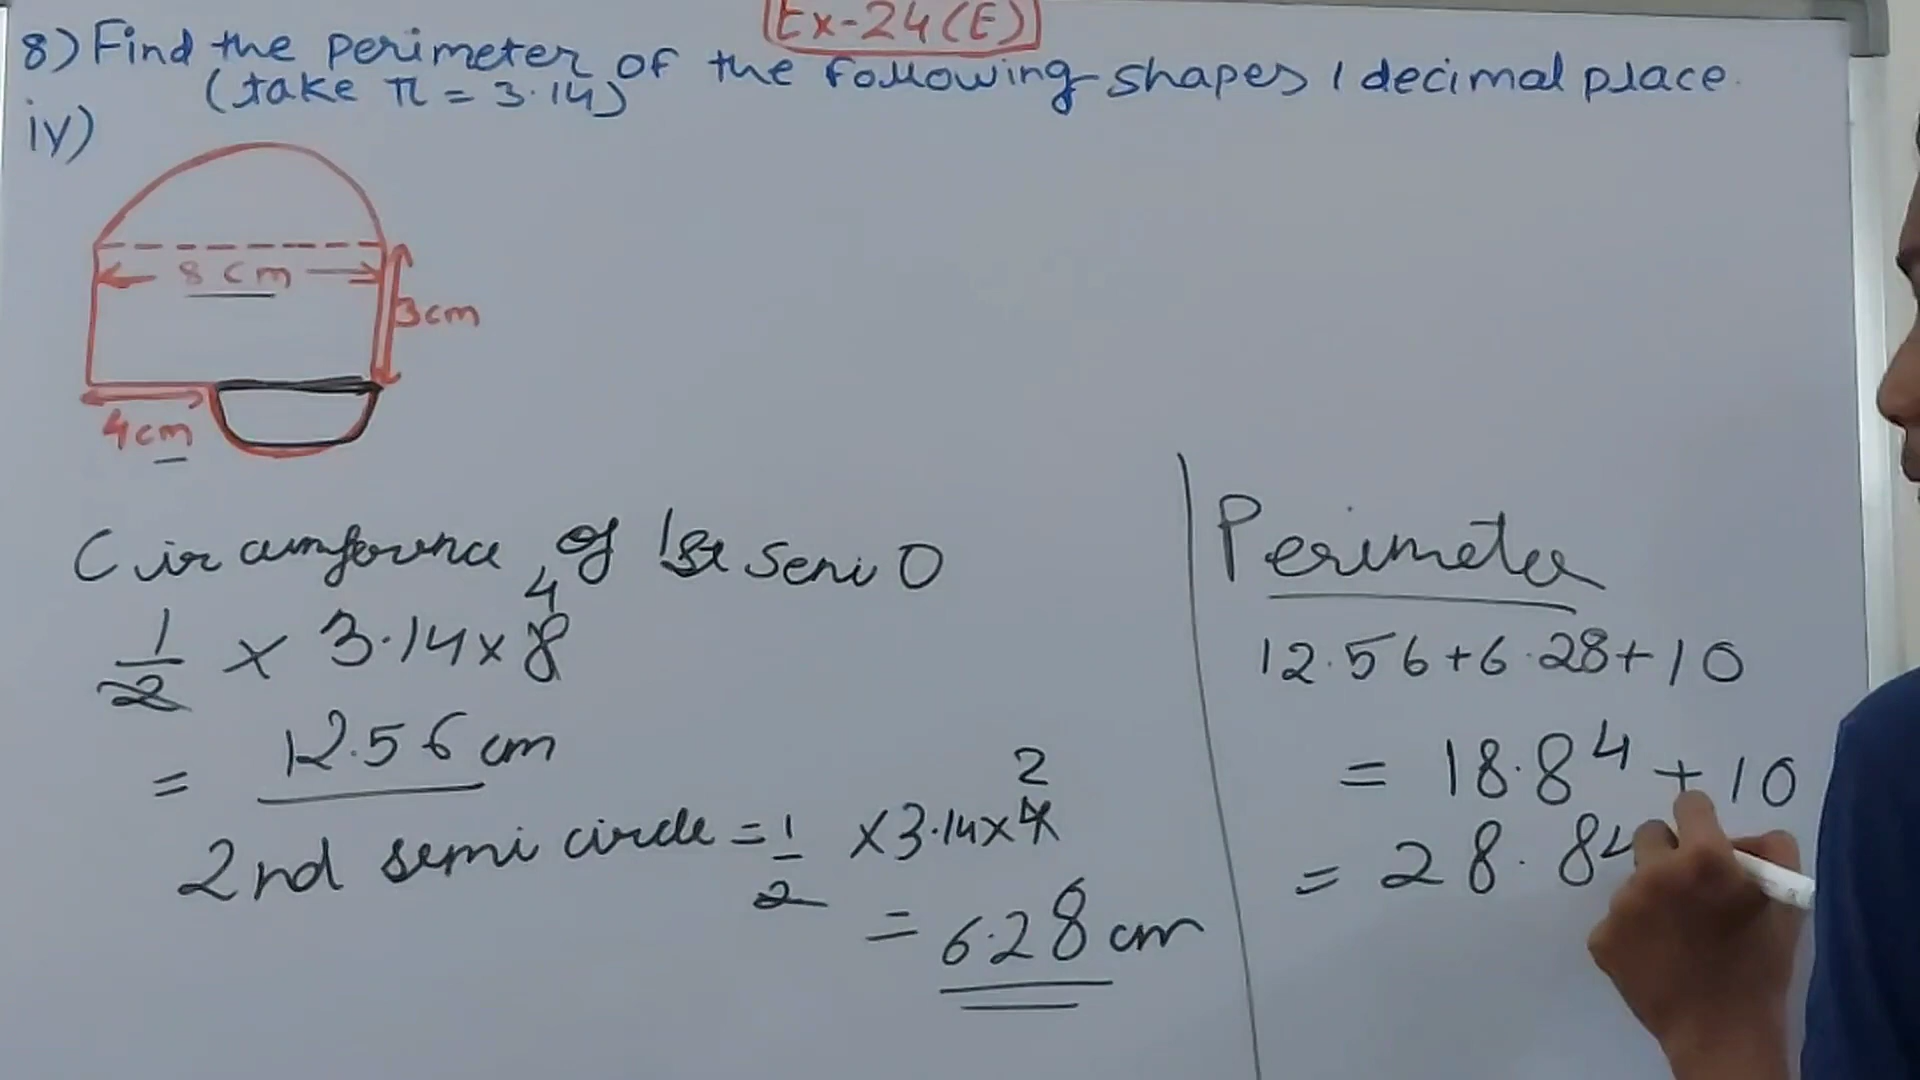 Ex-24(E)
8) Find the perimeter of the following shapes 1 decimal place.
(take π = 3.14)
iv)
8 cm
3cm
4cm
Circumference of 1st semi O
4
1/2 × 3.14 × 8
= 12.56 cm
2
2nd semi circle = 1/2 × 3.14 × 4
= 6.28 cm
Perimeter
12.56+6.28+10
= 18.84 + 10
= 28.84